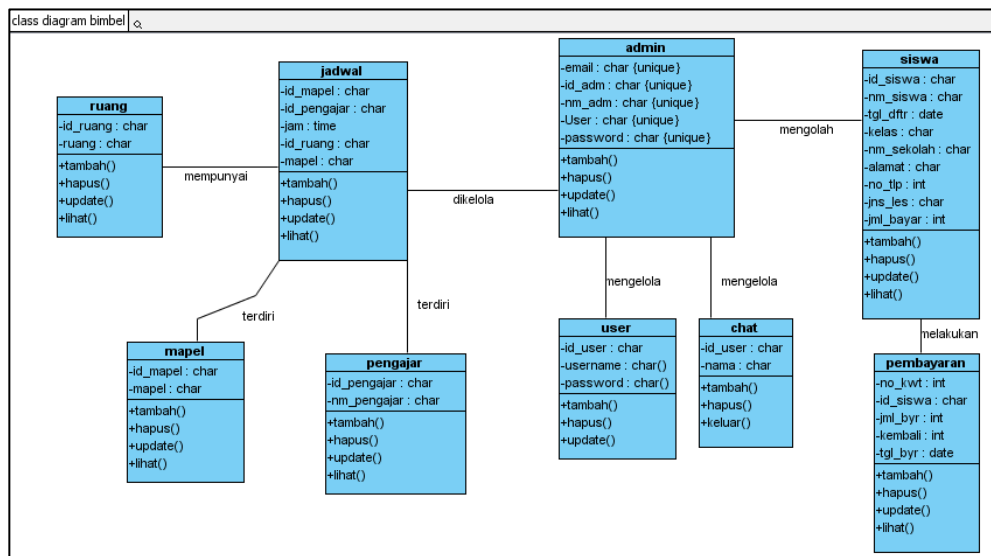 class diagram bimbel
ruang
-id_ruang : char
-ruang : char
+tambah()
+hapus()
+update()
+lihat()
mempunyai
jadwal
-id_mapel : char
-id_pengajar : char
-jam : time
-id_ruang : char
-mapel : char
+tambah()
+hapus()
+update()
+lihat()
dikelola
admin
-email : char {unique}
-id_adm : char {unique}
-nm_adm : char {unique}
-User : char {unique}
-password : char {unique}
+tambah()
+hapus()
+update()
+lihat()
mengolah
siswa
-id_siswa : char
-nm_siswa : char
-tgl_dftr : date
-kelas : char
-nm_sekolah : char
-alamat : char
-no_tlp : int
-jns_les : char
-jml_bayar : int
+tambah()
+hapus()
+update()
+lihat()
terdiri
terdiri
mengelola
mengelola
melakukan
mapel
-id_mapel : char
-mapel : char
+tambah()
+hapus()
+update()
+lihat()
pengajar
-id_pengajar : char
-nm_pengajar : char
+tambah()
+hapus()
+update()
+lihat()
user
-id_user : char
-username : char()
-password : char()
+tambah()
+hapus()
+update()
chat
-id_user : char
-nama : char
+tambah()
+hapus()
+keluar()
pembayaran
-no_kwt : int
-id_siswa : char
-jml_byr : int
-kembali : int
-tgl_byr : date
+tambah()
+hapus()
+update()
+lihat()